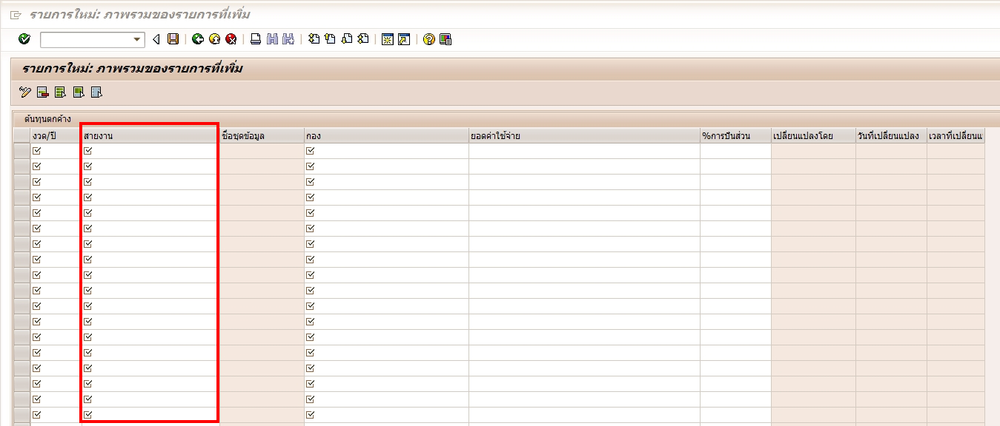 รายการใหม่: ภาพรวมของรายการที่เพิ่ม
รายการใหม่: ภาพรวมของรายการที่เพิ่ม
ต้นทุนตกค้าง
งวด/ปี สายงาน ชื่อชุดข้อมูล กอง ยอดค่าใช้จ่าย %การปันส่วน เปลี่ยนแปลงโดย วันที่เปลี่ยนแปลง เวลาที่เปลี่ยนแ